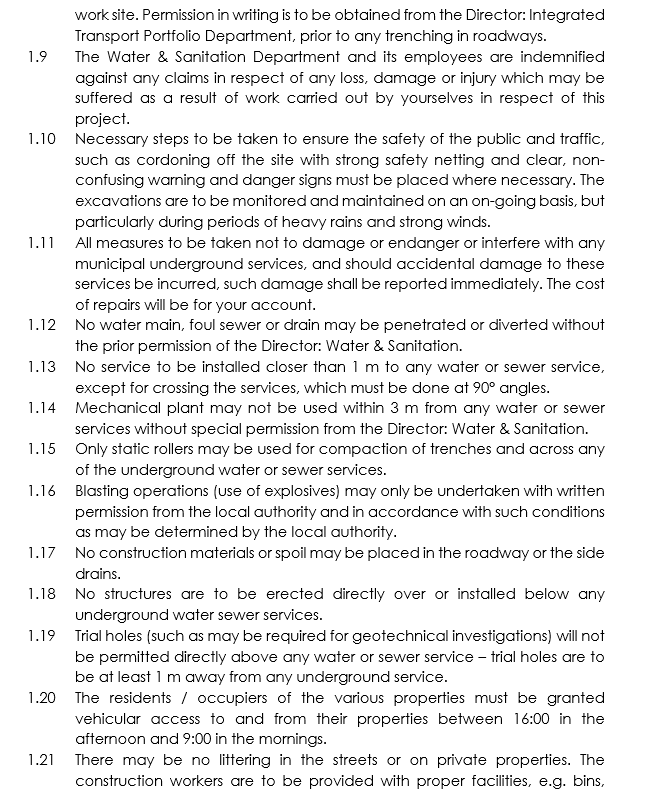 work site. Permission in writing is to be obtained from the Director: Integrated
Transport Portfolio Department, prior to any trenching in roadways.
1.9 The Water & Sanitation Department and its employees are indemnified
against any claims in respect of any loss, damage or injury which may be
suffered as a result of work carried out by yourselves in respect of this
project.
1.10 Necessary steps to be taken to ensure the safety of the public and traffic,
such as cordoning off the site with strong safety netting and clear, non-
confusing warning and danger signs must be placed where necessary. The
excavations are to be monitored and maintained on an on-going basis, but
particularly during periods of heavy rains and strong winds.
1.11 All measures to be taken not to damage or endanger or interfere with any
municipal underground services, and should accidental damage to these
services be incurred, such damage shall be reported immediately. The cost
of repairs will be for your account.
1.12 No water main, foul sewer or drain may be penetrated or diverted without
the prior permission of the Director: Water & Sanitation.
1.13 No service to be installed closer than 1 m to any water or sewer service,
except for crossing the services, which must be done at 90° angles.
1.14 Mechanical plant may not be used within 3 m from any water or sewer
services without special permission from the Director: Water & Sanitation.
1.15 Only static rollers may be used for compaction of trenches and across any
of the underground water or sewer services.
1.16 Blasting operations (use of explosives) may only be undertaken with written
permission from the local authority and in accordance with such conditions
as may be determined by the local authority.
1.17 No construction materials or spoil may be placed in the roadway or the side
drains.
1.18 No structures are to be erected directly over or installed below any
underground water sewer services.
1.19 Trial holes (such as may be required for geotechnical investigations) will not
be permitted directly above any water or sewer service – trial holes are to
be at least 1 m away from any underground service.
1.20 The residents / occupiers of the various properties must be granted
vehicular access to and from their properties between 16:00 in the
afternoon and 9:00 in the mornings.
1.21 There may be no littering in the streets or on private properties. The
construction workers are to be provided with proper facilities, e.g. bins,